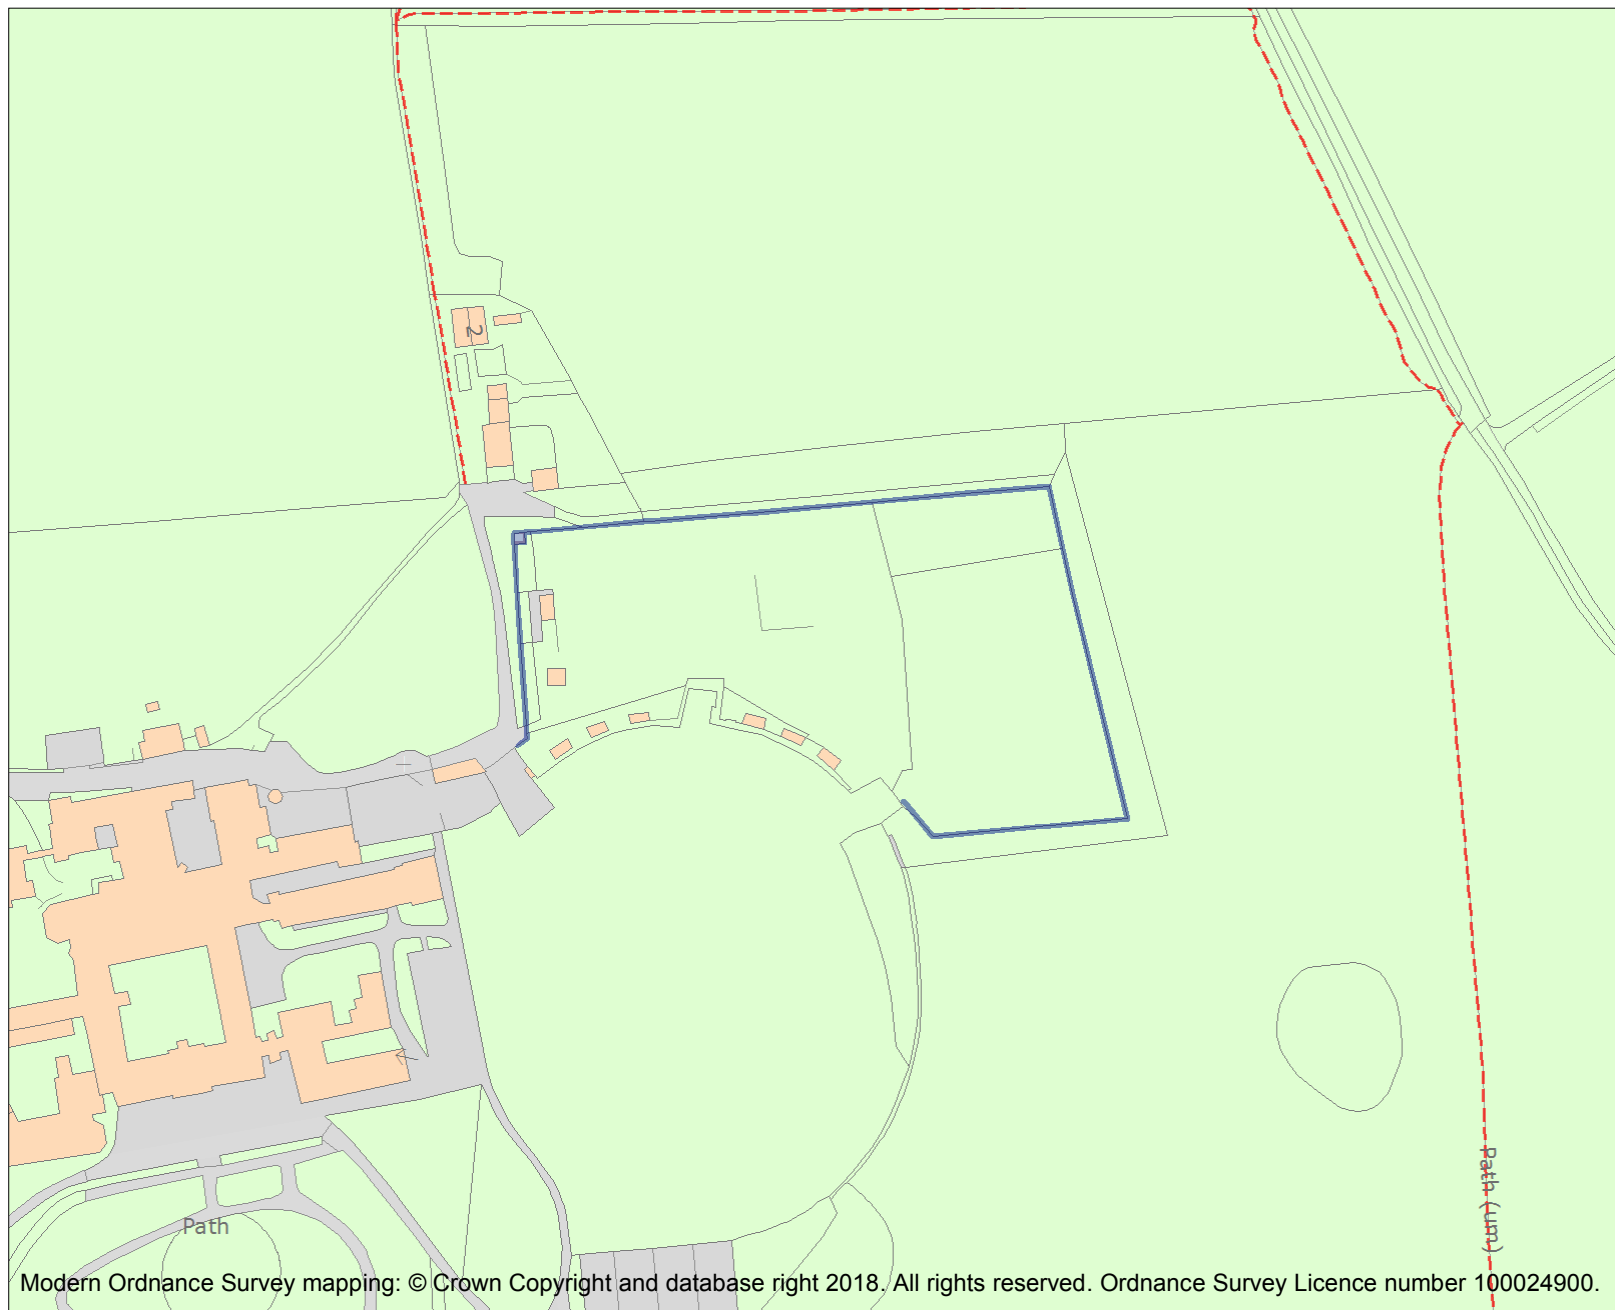 2
Path (um)
Path
Modern Ordnance Survey mapping: © Crown Copyright and database right 2018. All rights reserved. Ordnance Survey Licence number 100024900.